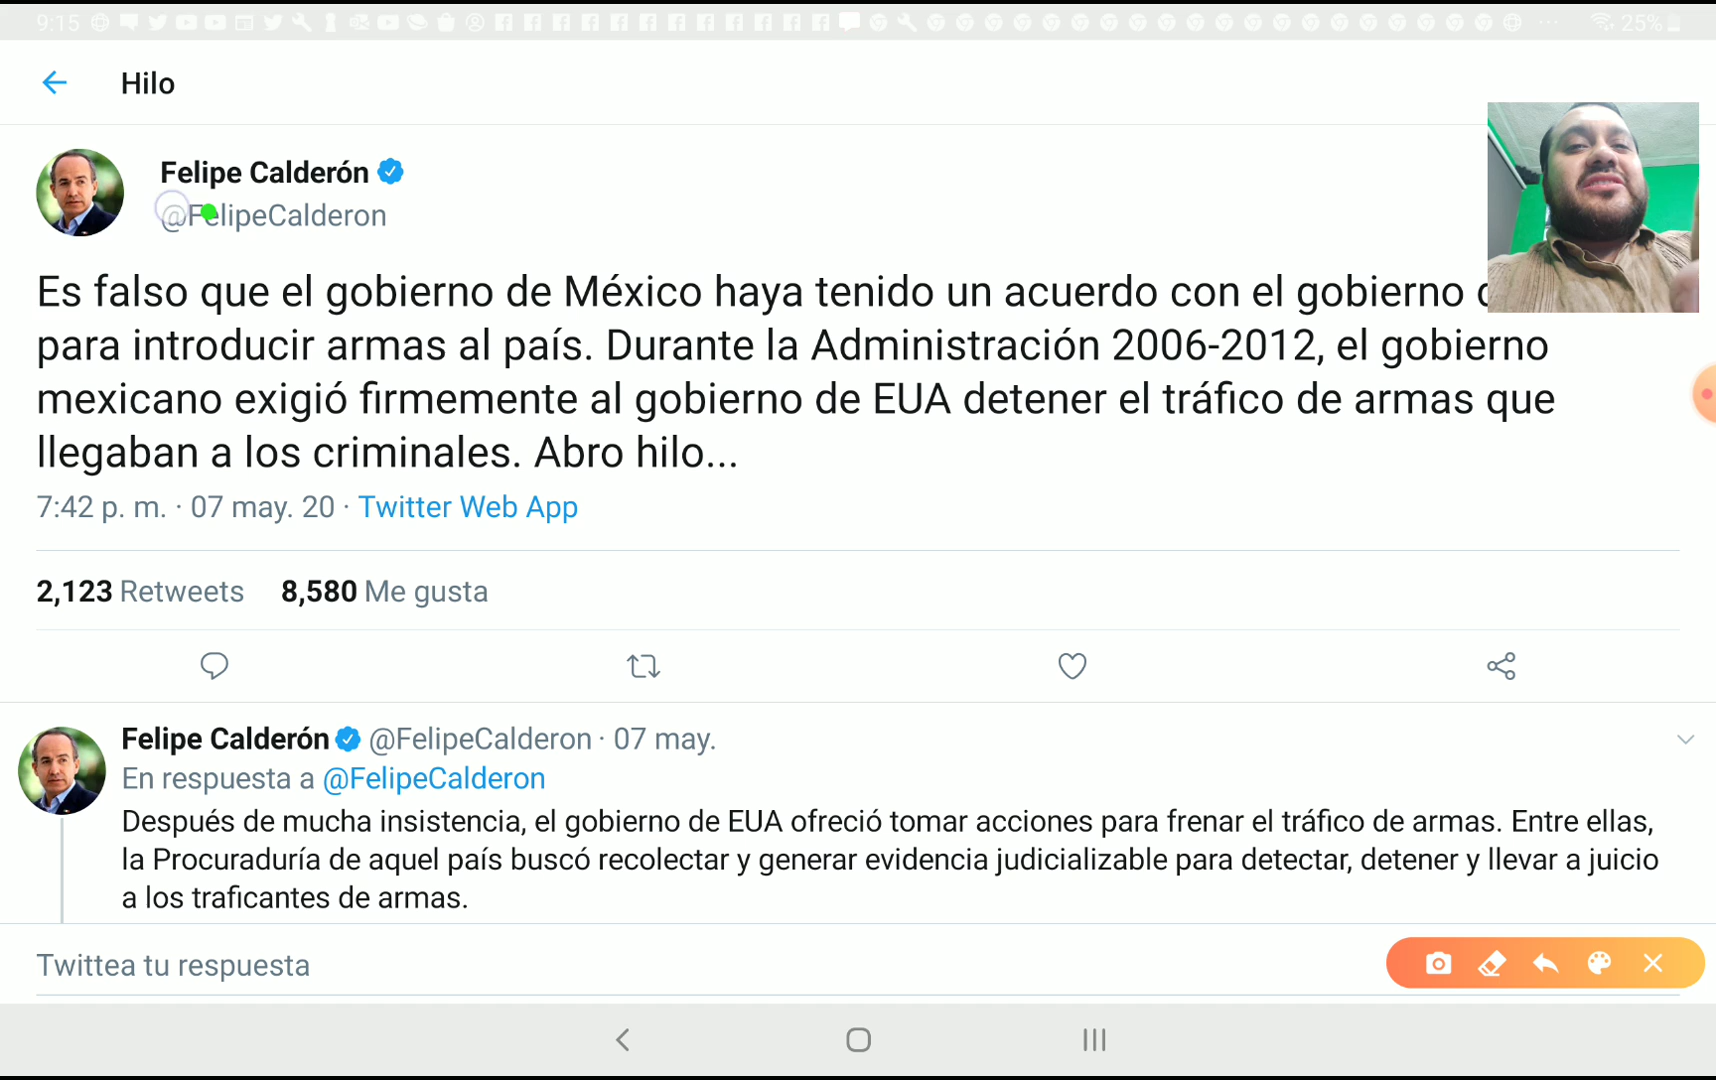 9:15
25%
Hilo
Felipe Calderón
@FelipeCalderon
Es falso que el gobierno de México haya tenido un acuerdo con el gobierno
para introducir armas al país. Durante la Administración 2006-2012, el gobierno
mexicano exigió firmemente al gobierno de EUA detener el tráfico de armas que
llegaban a los criminales. Abro hilo...
7:42 p. m. · 07 may. 20 · Twitter Web App
2,123 Retweets 8,580 Me gusta
Felipe Calderón @FelipeCalderon · 07 may.
En respuesta a @FelipeCalderon
Después de mucha insistencia, el gobierno de EUA ofreció tomar acciones para frenar el tráfico de armas. Entre ellas,
la Procuraduría de aquel país buscó recolectar y generar evidencia judicializable para detectar, detener y llevar a juicio
a los traficantes de armas.
Twittea tu respuesta